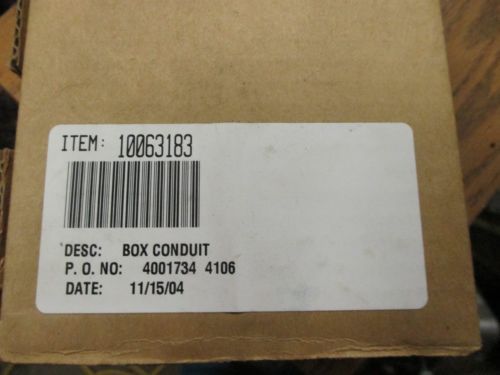 ITEM: 10063183
DESC: BOX CONDUIT
P. O. NO: 4001734 4106
DATE: 11/15/04